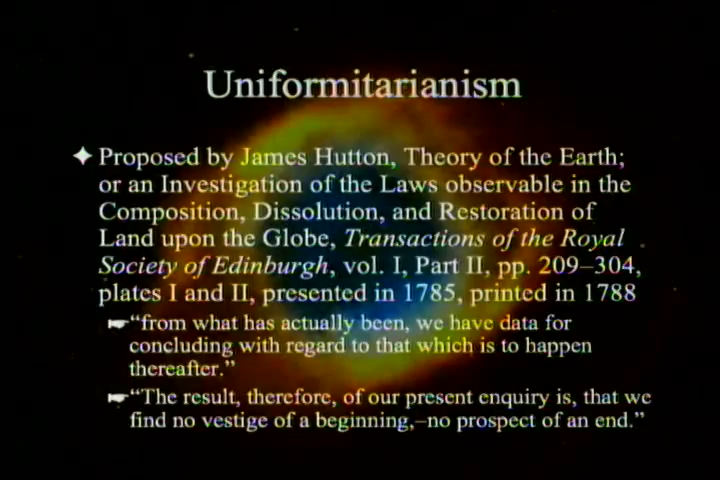 Uniformitarianism
Proposed by James Hutton, Theory of the Earth;
or an Investigation of the Laws observable in the
Composition, Dissolution, and Restoration of
Land upon the Globe, Transactions of the Royal
Society of Edinburgh, vol. I, Part II, pp. 209–304,
plates I and II, presented in 1785, printed in 1788
“from what has actually been, we have data for
concluding with regard to that which is to happen
thereafter.”
“The result, therefore, of our present enquiry is, that we
find no vestige of a beginning,–no prospect of an end.”